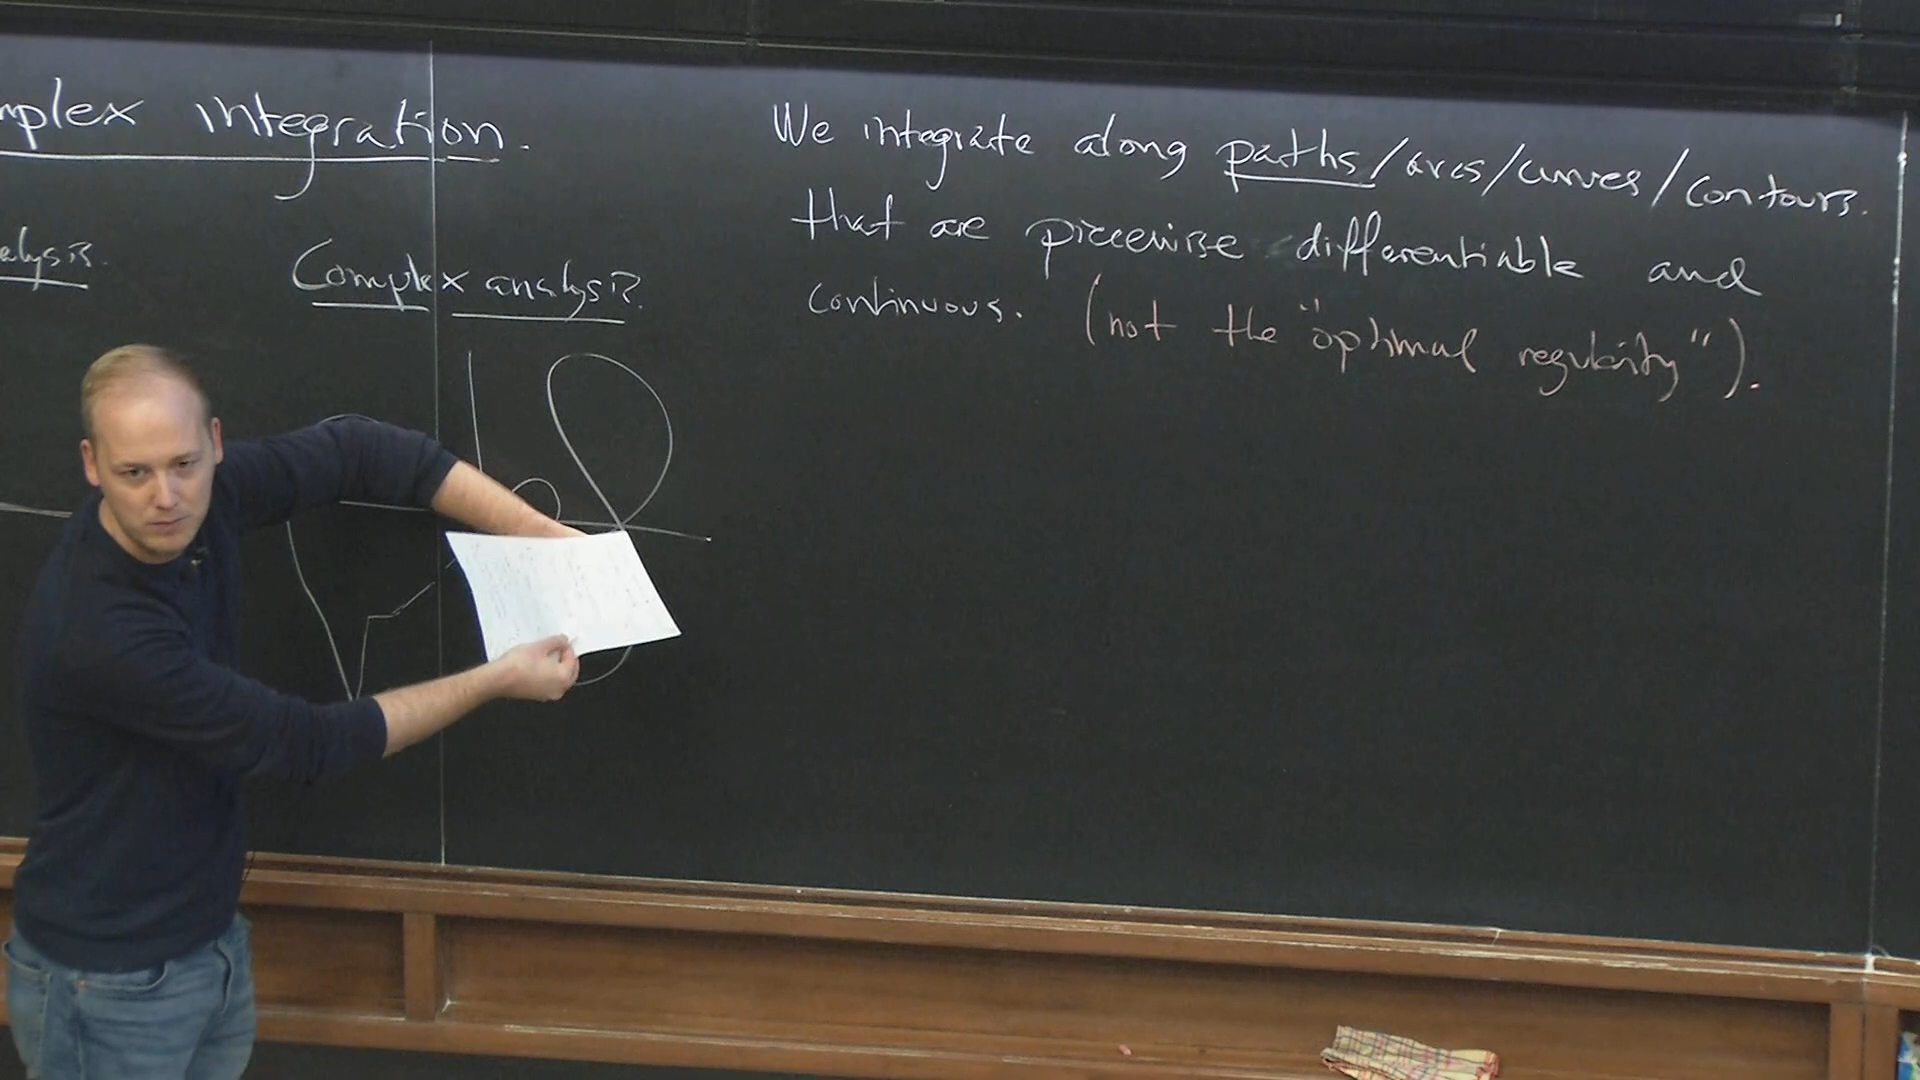 mplex integration.
alysis.
Complex analysis.
We integrate along paths/arcs/curves/contours.
that are piecewise differentiable and
continuous. (not the "optimal regularity").